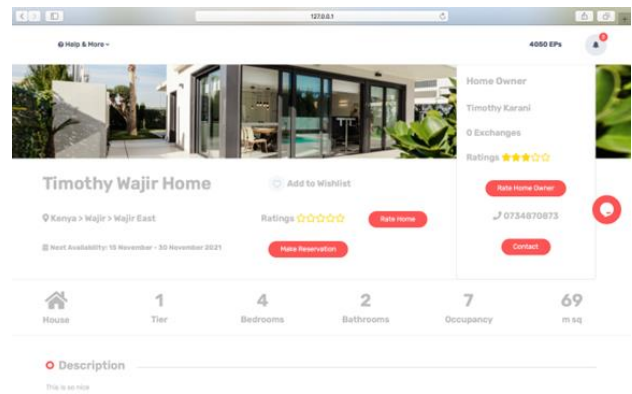 127.0.0.1
Help & More
4050 EPs
2
Home Owner
Timothy Karani
0 Exchanges
Ratings
Rate Home Owner
0734870873
Contact
Timothy Wajir Home
Add to Wishlist
Kenya > Wajir > Wajir East
Ratings
Rate Home
Next Availability: 15 November - 30 November 2021
Make Reservation
House
1
Tier
4
Bedrooms
2
Bathrooms
7
Occupancy
69
m sq
Description
This is so nice